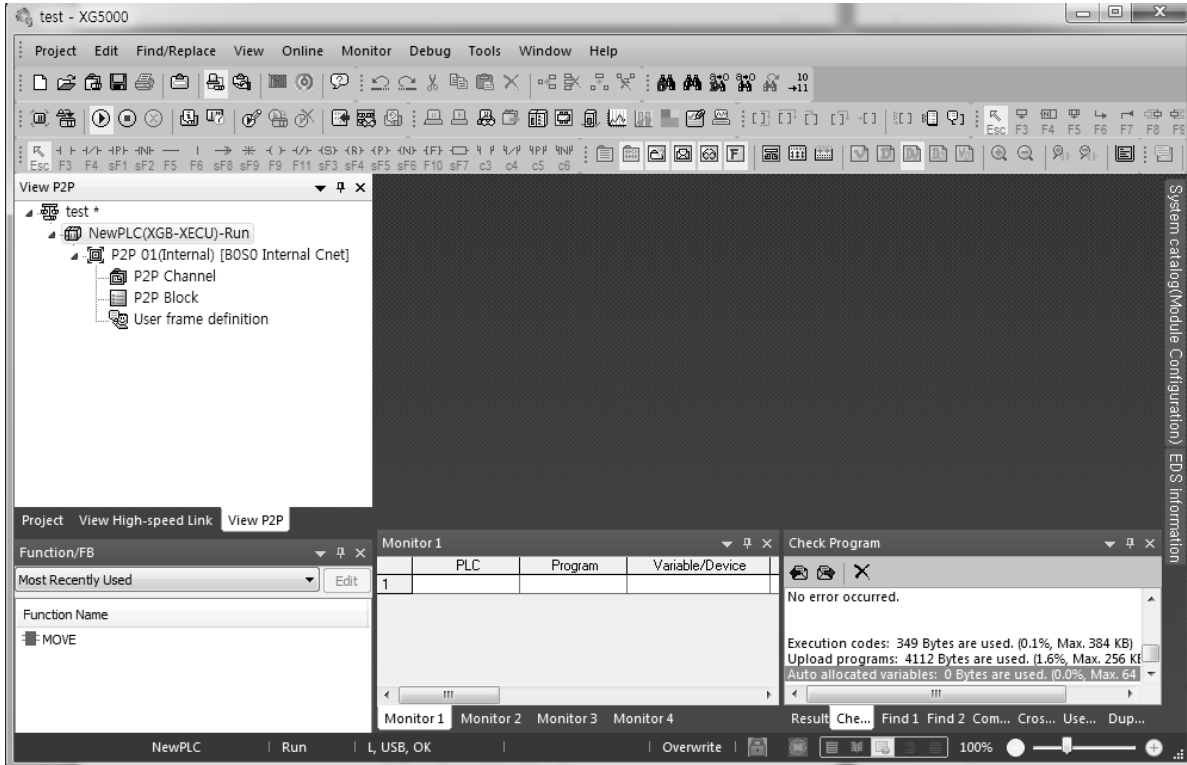 test - XG5000
Project Edit Find/Replace View Online Monitor Debug Tools Window Help
Esc F3 F4 F5 F6 F7 F8 F9
Esc F3 F4 sF1 sF2 F5 F6 sF8 sF9 F9 F11 sF3 sF4 sF5 sF6 F10 sF7 c3 c4 c5 c6
View P2P
test *
NewPLC(XGB-XECU)-Run
P2P 01(Internal) [B0S0 Internal Cnet]
P2P Channel
P2P Block
User frame definition
Project View High-speed Link View P2P
System catalog(Module Configuration) EDS information
Function/FB
Most Recently Used Edit
Function Name
MOVE
Monitor 1
PLC Program Variable/Device
1
Monitor 1 Monitor 2 Monitor 3 Monitor 4
Check Program
No error occurred.
Execution codes: 349 Bytes are used. (0.1%, Max. 384 KB)
Upload programs: 4112 Bytes are used. (1.6%, Max. 256 KE
Auto allocated variables: 0 Bytes are used. (0.0%, Max. 64
Result Che... Find 1 Find 2 Com... Cros... Use... Dup...
NewPLC Run L, USB, OK Overwrite 100%